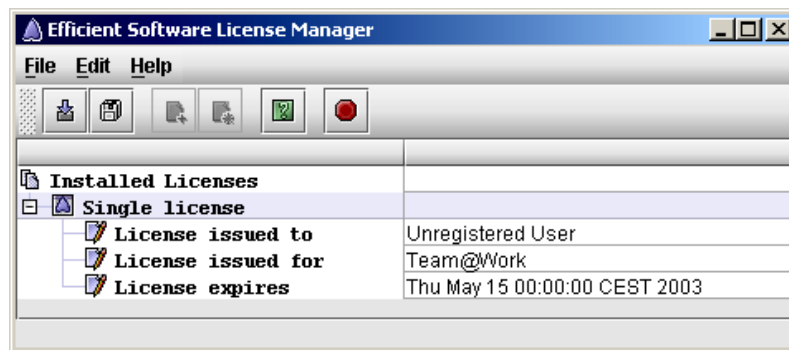 Efficient Software License Manager
File Edit Help
Installed Licenses
Single license
License issued to Unregistered User
License issued for Team@Work
License expires Thu May 15 00:00:00 CEST 2003